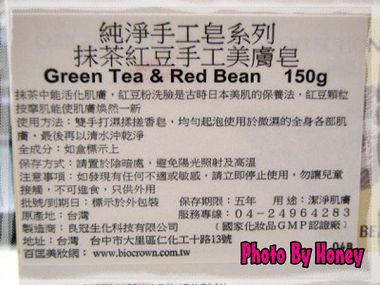 純淨手工皂系列
抹茶紅豆手工美膚皂
Green Tea & Red Bean 150g
抹茶中能活化肌膚，紅豆粉洗臉是古時日本美肌的保養法，紅豆顆粒
按摩肌能使肌膚煥然一新
使用方法：雙手打濕搓搓香皂，均勻起泡使用於微濕的全身各部肌
膚，最後再以清水沖乾淨
全成分：如盒標示上
保存方式：請置於陰暗處，避免陽光照射及高溫
注意事項：如發現有任何不適或敏感，請立即停止使用，勿讓兒童
接觸，不可進食，只供外用
批號/到期日：標示於外包裝 保存期限：五年 用途：潔淨肌膚
原產地：台灣 服務專線：04-24964283
製造商：良冠生化科技有限公司 〔國家化妝品GMP認證廠〕
地址：台灣 台中市大里區仁化工十路13號
百匡美妝網：www.biocrown.com.tw
Photo By Honey